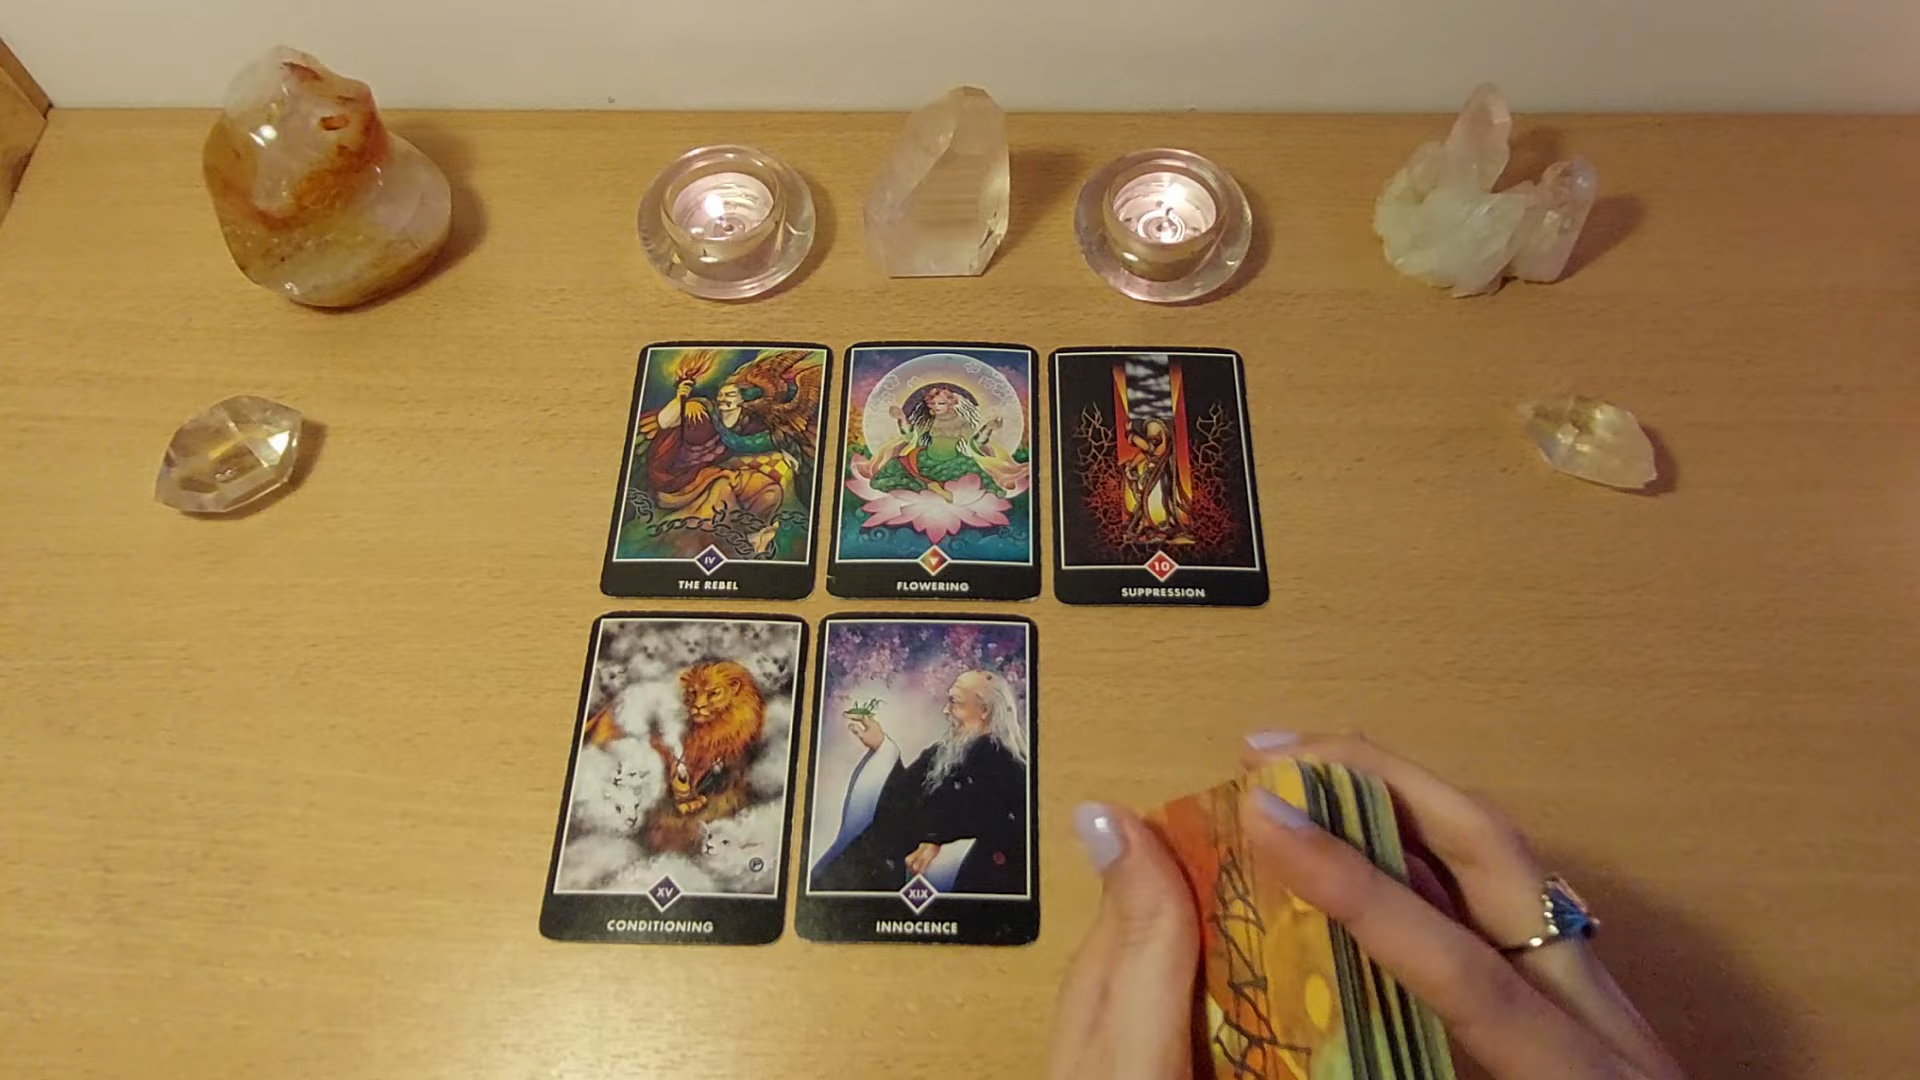 IV
THE REBEL
FLOWERING
10
SUPPRESSION
XV
CONDITIONING
XIX
INNOCENCE